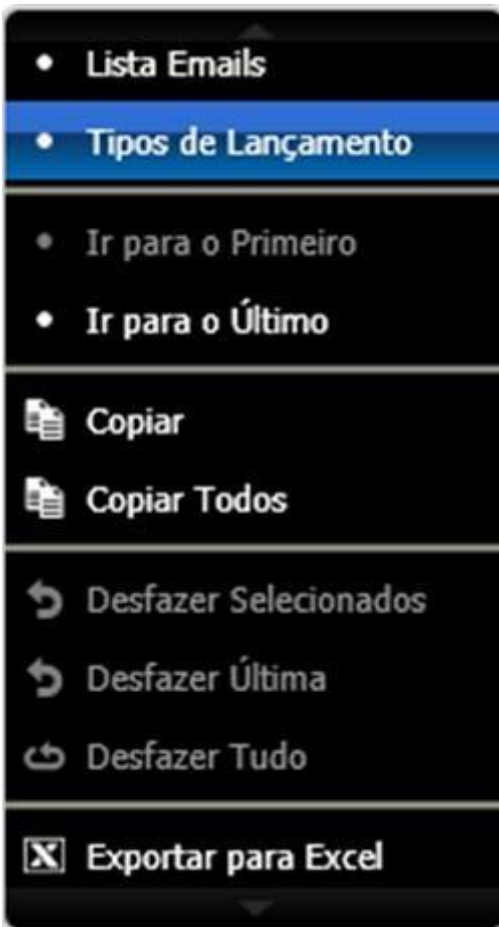 Lista Emails
Tipos de Lançamento
Ir para o Primeiro
Ir para o Último
Copiar
Copiar Todos
Desfazer Selecionados
Desfazer Última
Desfazer Tudo
Exportar para Excel